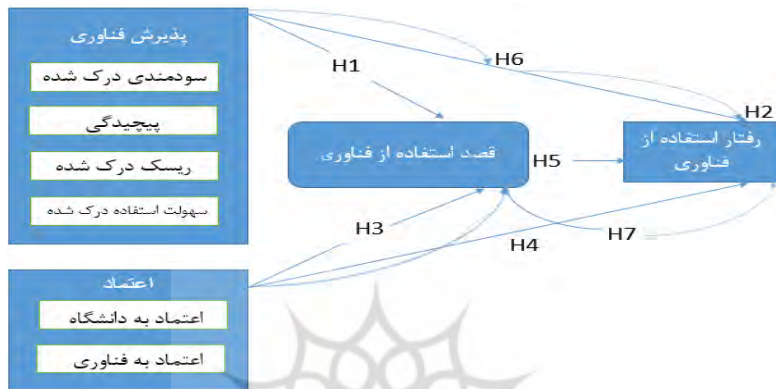 پذیرش فناوری
سودمندی درک شده
پیچیدگی
ریسک درک شده
سهولت استفاده درک شده
H1
H6
H2
قصد استفاده از فناوری
H5
رفتار استفاده از
فناوری
H3
H4
H7
اعتماد
اعتماد به دانشگاه
اعتماد به فناوری